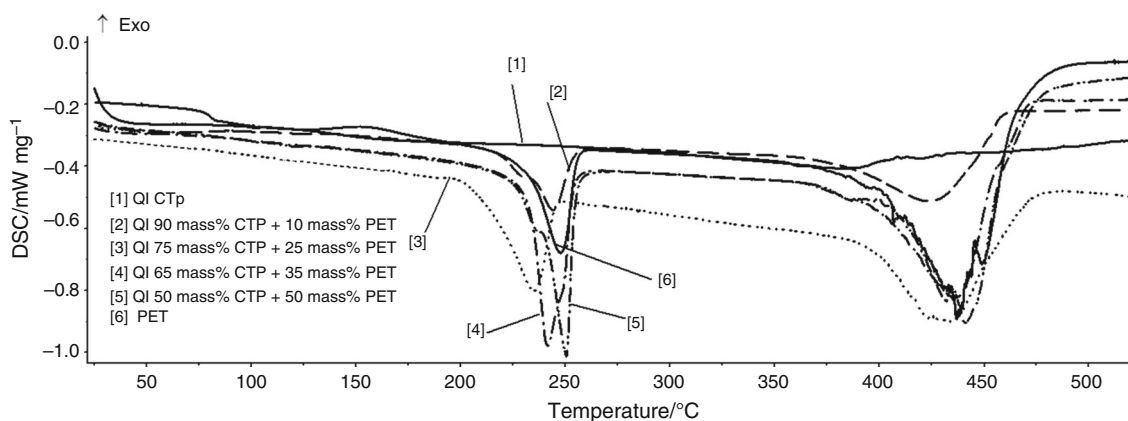 ↑ Exo
0.0
[1]
[2]
−0.2
−0.4
DSC/mW mg⁻¹
[1] QI CTp
[2] QI 90 mass% CTP + 10 mass% PET
−0.6
[3]
[3] QI 75 mass% CTP + 25 mass% PET
[6]
[4] QI 65 mass% CTP + 35 mass% PET
−0.8
[5] QI 50 mass% CTP + 50 mass% PET
[6] PET
[4]
[5]
−1.0
50 100 150 200 250 300 350 400 450 500
Temperature/°C